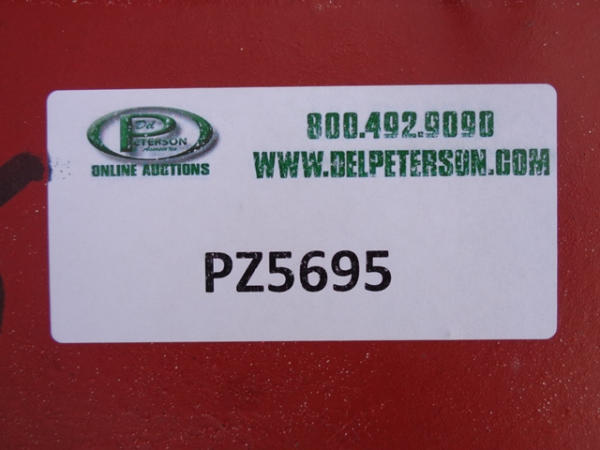 Del
PETERSON
ONLINE AUCTIONS
800.492.9090
WWW.DELPETERSON.COM
PZ5695